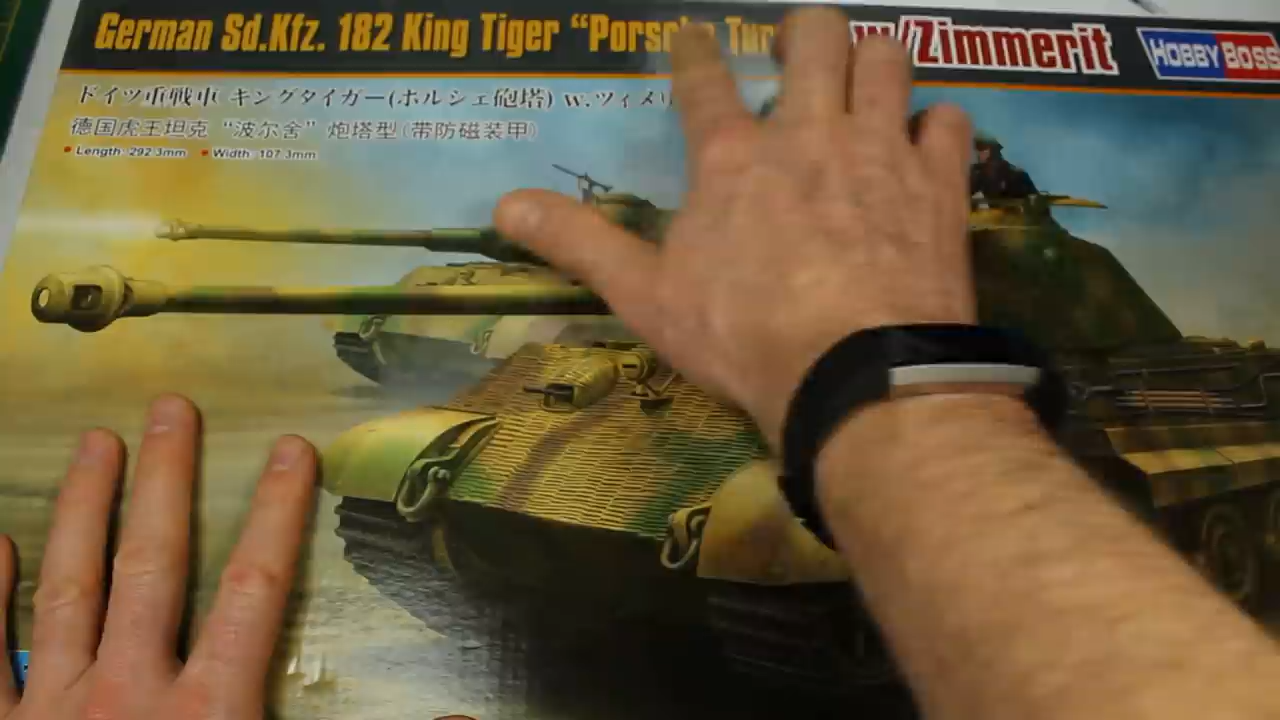 German Sd.Kfz. 182 King Tiger “Porsche Tur w/Zimmerit
HOBBY BOSS
ドイツ重戦車 キングタイガー(ポルシェ砲塔) w.ツィメリ
德国虎王坦克 “波尔舍” 炮塔型(带防磁装甲)
• Length: 292.3mm • Width: 107.3mm